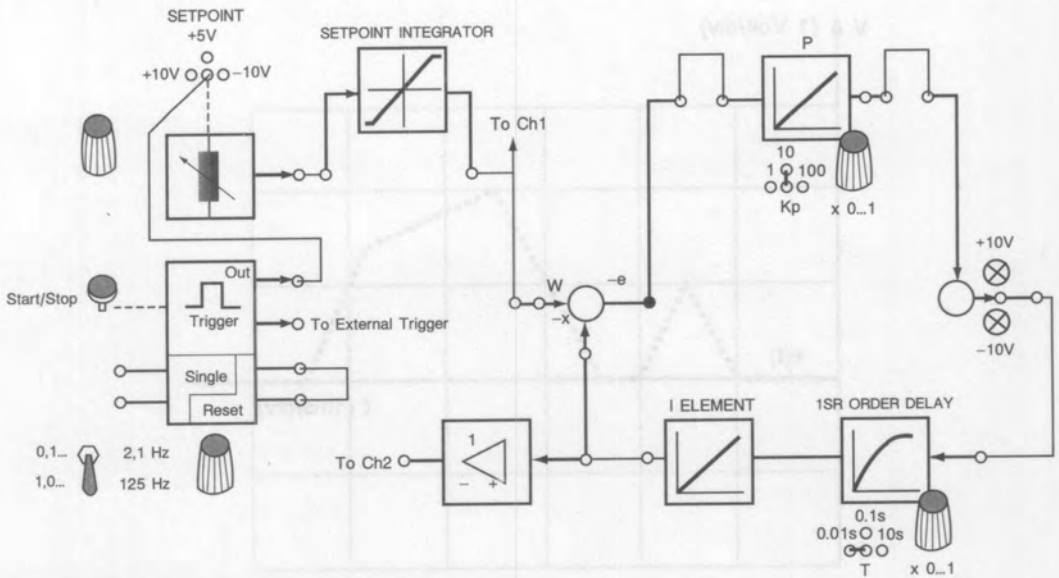 SETPOINT
+5V
+10V -10V
SETPOINT INTEGRATOR
To Ch1
P
10
1 100
Kp
x 0...1
Out
Start/Stop
Trigger
To External Trigger
Single
Reset
0,1... 2,1 Hz
1,0... 125 Hz
W
-e
-x
+10V
-10V
I ELEMENT
1SR ORDER DELAY
To Ch2
1
- +
0.1s
0.01s 10s
T
x 0...1